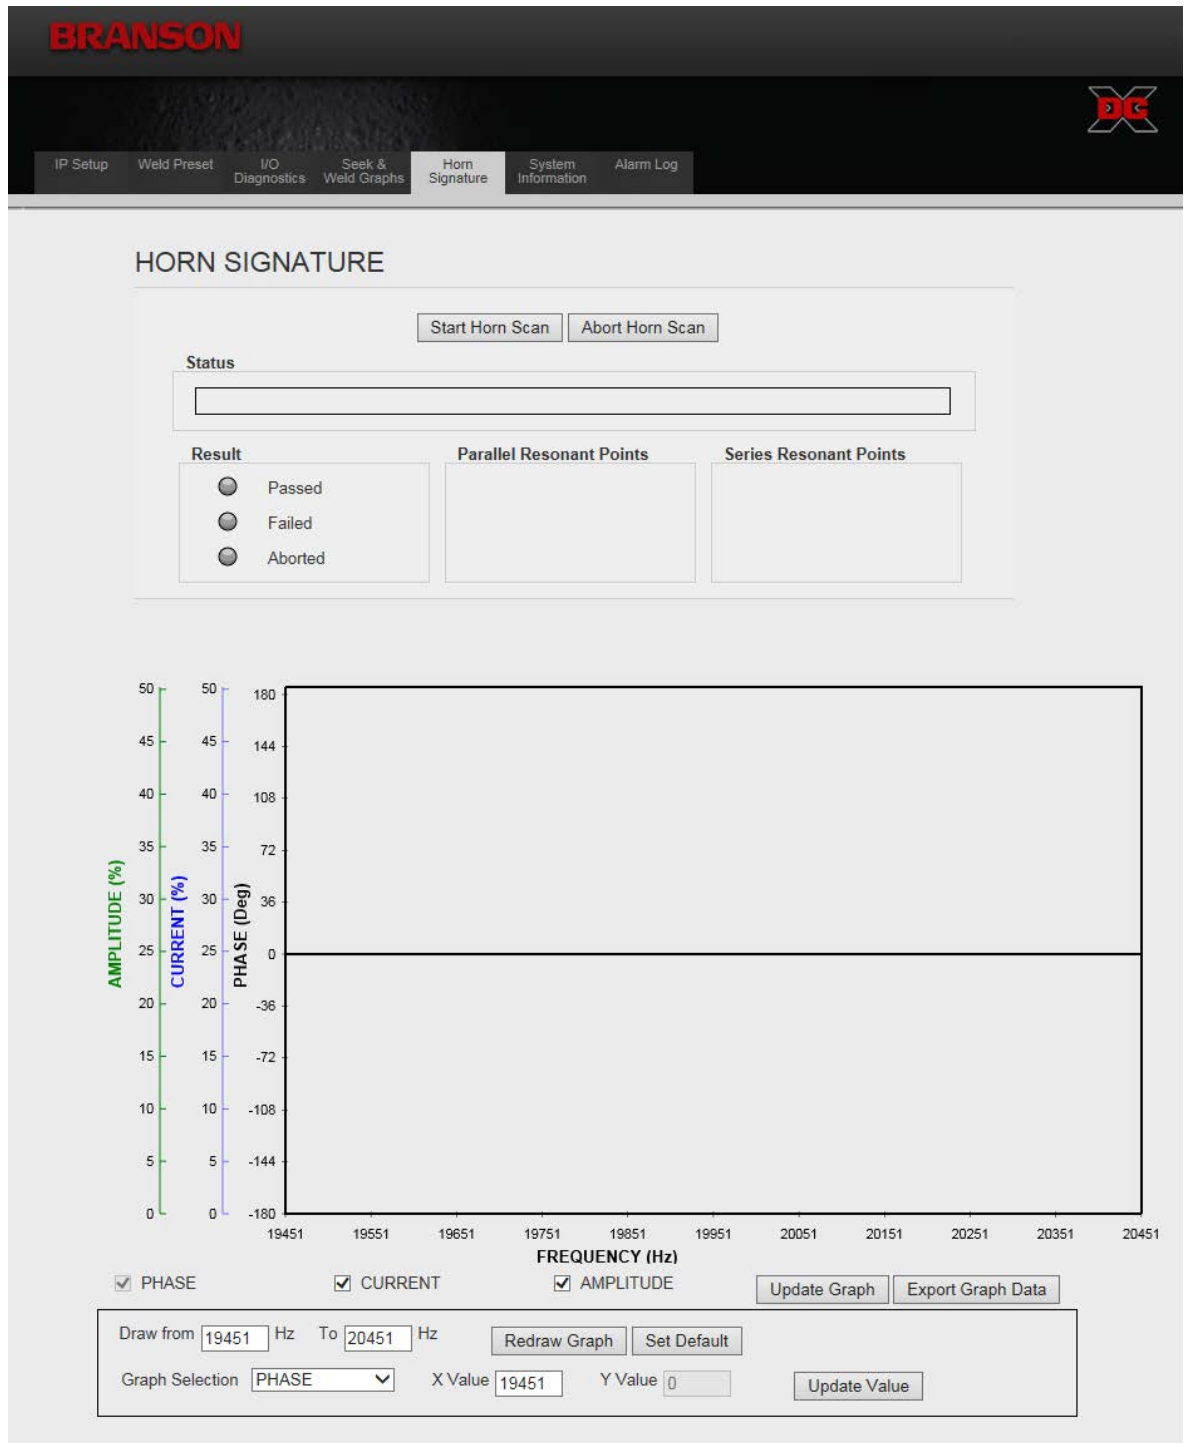 BRANSON
DCX
IP Setup Weld Preset I/O Diagnostics Seek & Weld Graphs Horn Signature System Information Alarm Log
HORN SIGNATURE
Start Horn Scan Abort Horn Scan
Status
Result Parallel Resonant Points Series Resonant Points
Passed
Failed
Aborted
AMPLITUDE (%)
50
45
40
35
30
25
20
15
10
5
0
CURRENT (%)
50
45
40
35
30
25
20
15
10
5
0
PHASE (Deg)
180
144
108
72
36
0
-36
-72
-108
-144
-180
19451 19551 19651 19751 19851 19951 20051 20151 20251 20351 20451
FREQUENCY (Hz)
PHASE CURRENT AMPLITUDE Update Graph Export Graph Data
Draw from 19451 Hz To 20451 Hz Redraw Graph Set Default
Graph Selection PHASE X Value 19451 Y Value 0 Update Value